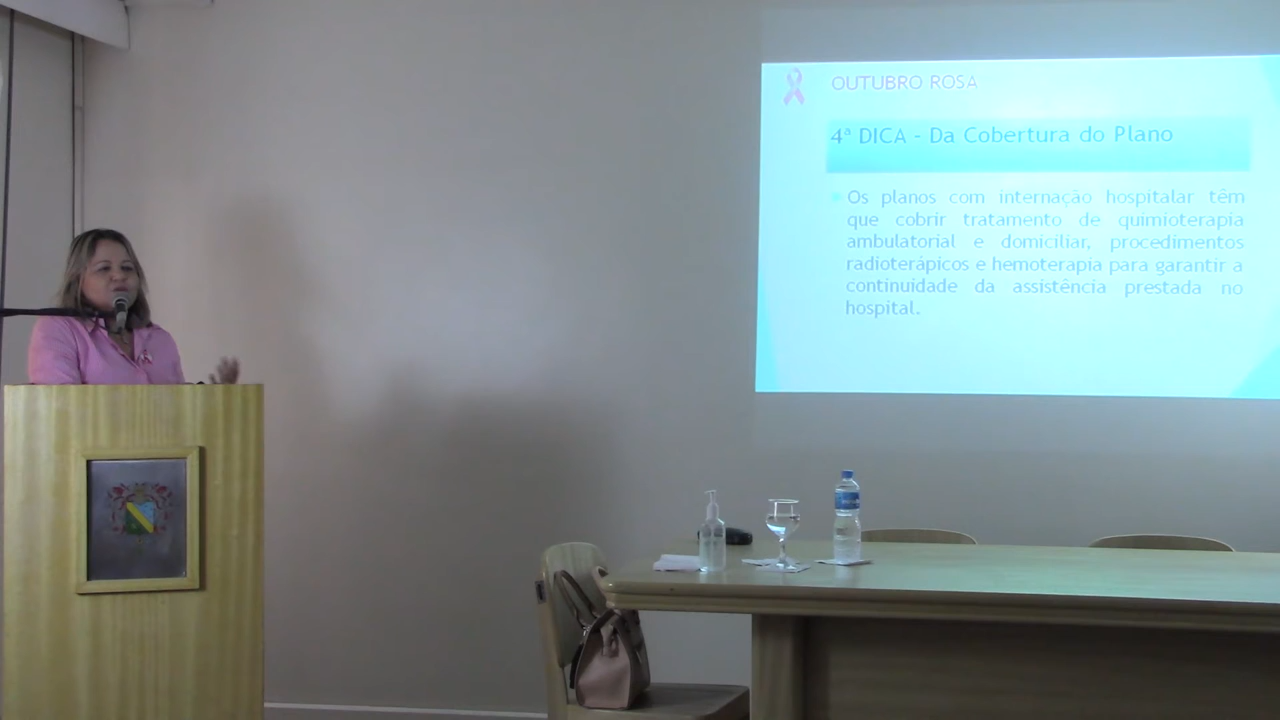 OUTUBRO ROSA
4ª DICA - Da Cobertura do Plano
Os planos com internação hospitalar têm
que cobrir tratamento de quimioterapia
ambulatorial e domiciliar, procedimentos
radioterápicos e hemoterapia para garantir a
continuidade da assistência prestada no
hospital.